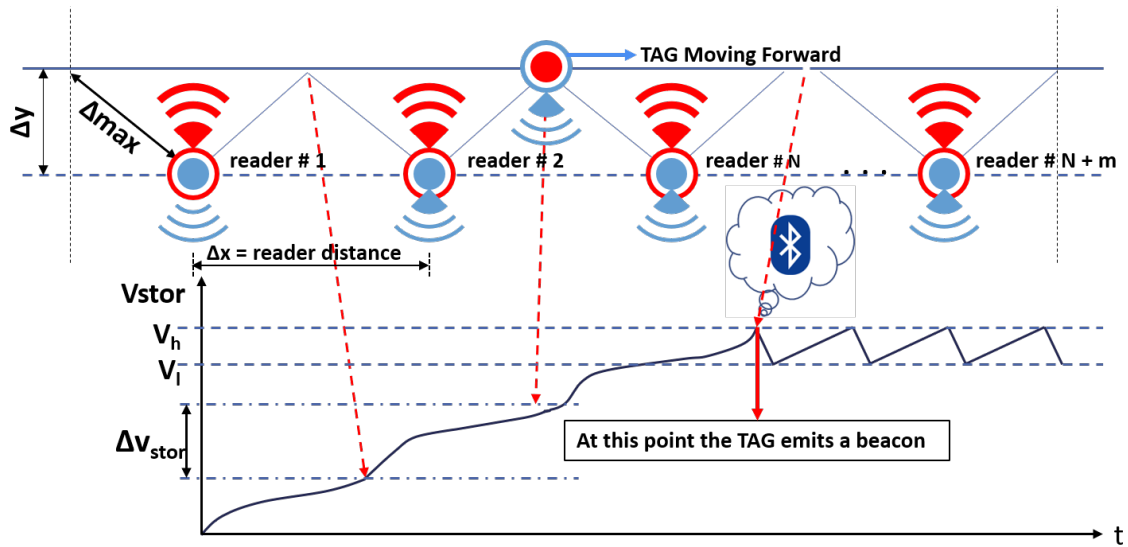 TAG Moving Forward
Δy
Δmax
reader # 1
reader # 2
reader # N
. . .
reader # N + m
Δx = reader distance
Vstor
Vh
Vl
Δvstor
At this point the TAG emits a beacon
t